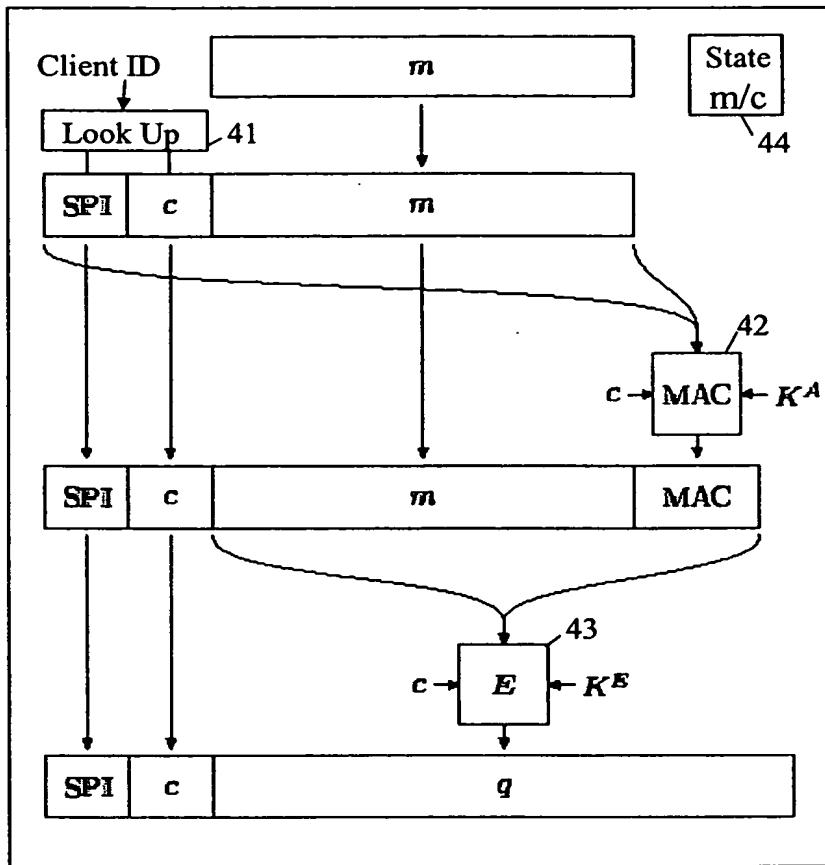 Client ID
m
State
m/c
Look Up
41
44
SPI c m
42
c MAC K^A
SPI c m MAC
43
c E K^E
SPI c q